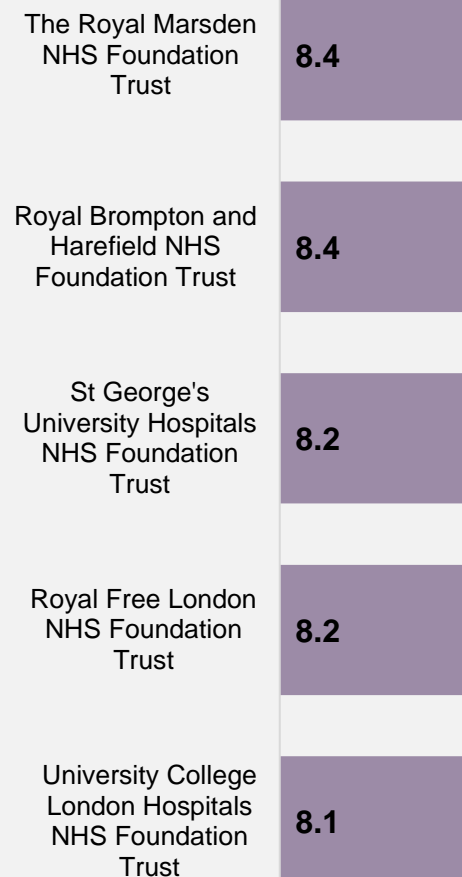 The Royal Marsden
NHS Foundation
Trust
8.4
Royal Brompton and
Harefield NHS
Foundation Trust
8.4
St George's
University Hospitals
NHS Foundation
Trust
8.2
Royal Free London
NHS Foundation
Trust
8.2
University College
London Hospitals
NHS Foundation
Trust
8.1